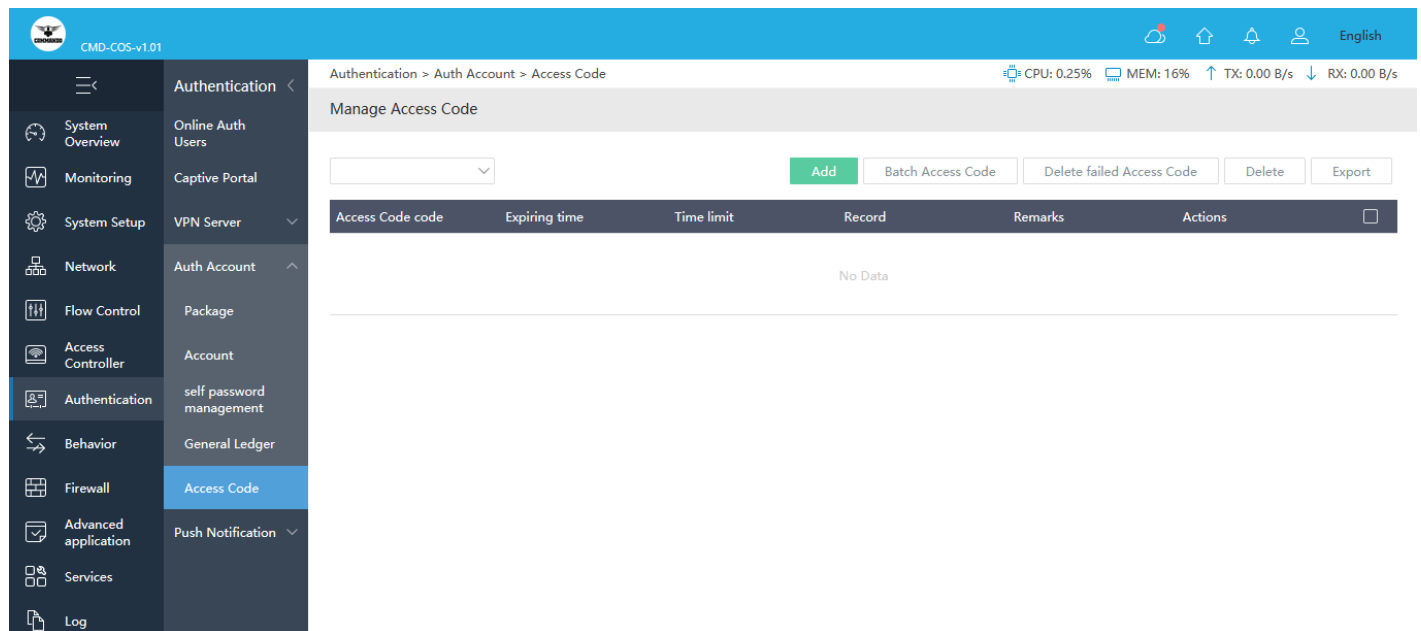 COMMANDO
CMD-COS-v1.01
English
Authentication
Authentication > Auth Account > Access Code
CPU: 0.25%
MEM: 16%
TX: 0.00 B/s
RX: 0.00 B/s
Manage Access Code
System
Overview
Monitoring
System Setup
Network
Flow Control
Access
Controller
Authentication
Behavior
Firewall
Advanced
application
Services
Log
Online Auth
Users
Captive Portal
VPN Server
Auth Account
Package
Account
self password
management
General Ledger
Access Code
Push Notification
Add
Batch Access Code
Delete failed Access Code
Delete
Export
Access Code code
Expiring time
Time limit
Record
Remarks
Actions
No Data